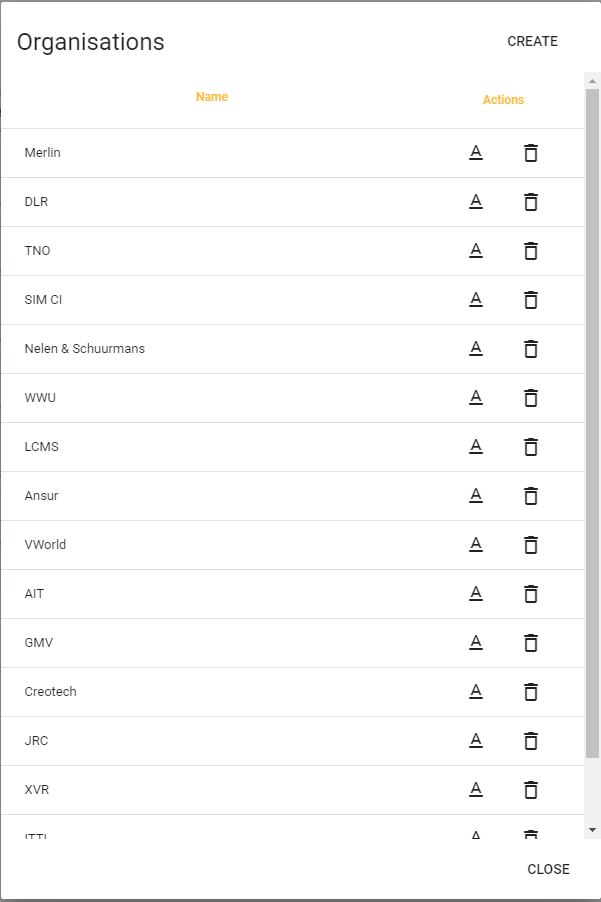 Organisations CREATE
Name Actions
Merlin
DLR
TNO
SIM CI
Nelen & Schuurmans
WWU
LCMS
Ansur
VWorld
AIT
GMV
Creotech
JRC
XVR
CLOSE